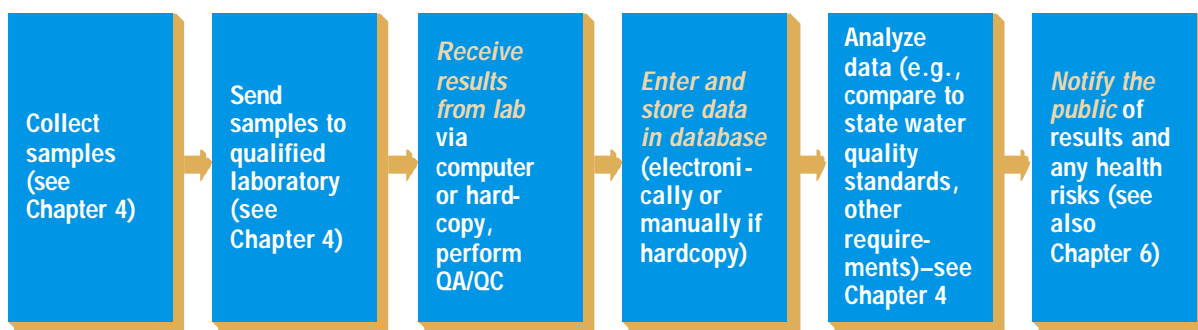 Collect
samples
(see
Chapter 4)
Send
samples to
qualified
laboratory
(see
Chapter 4)
Receive
results
from lab
via
computer
or hard-
copy,
perform
QA/QC
Enter and
store data
in database
(electroni-
cally or
manually if
hardcopy)
Analyze
data (e.g.,
compare to
state water
quality
standards,
other
require-
ments)–see
Chapter 4
Notify the
public of
results and
any health
risks (see
also
Chapter 6)